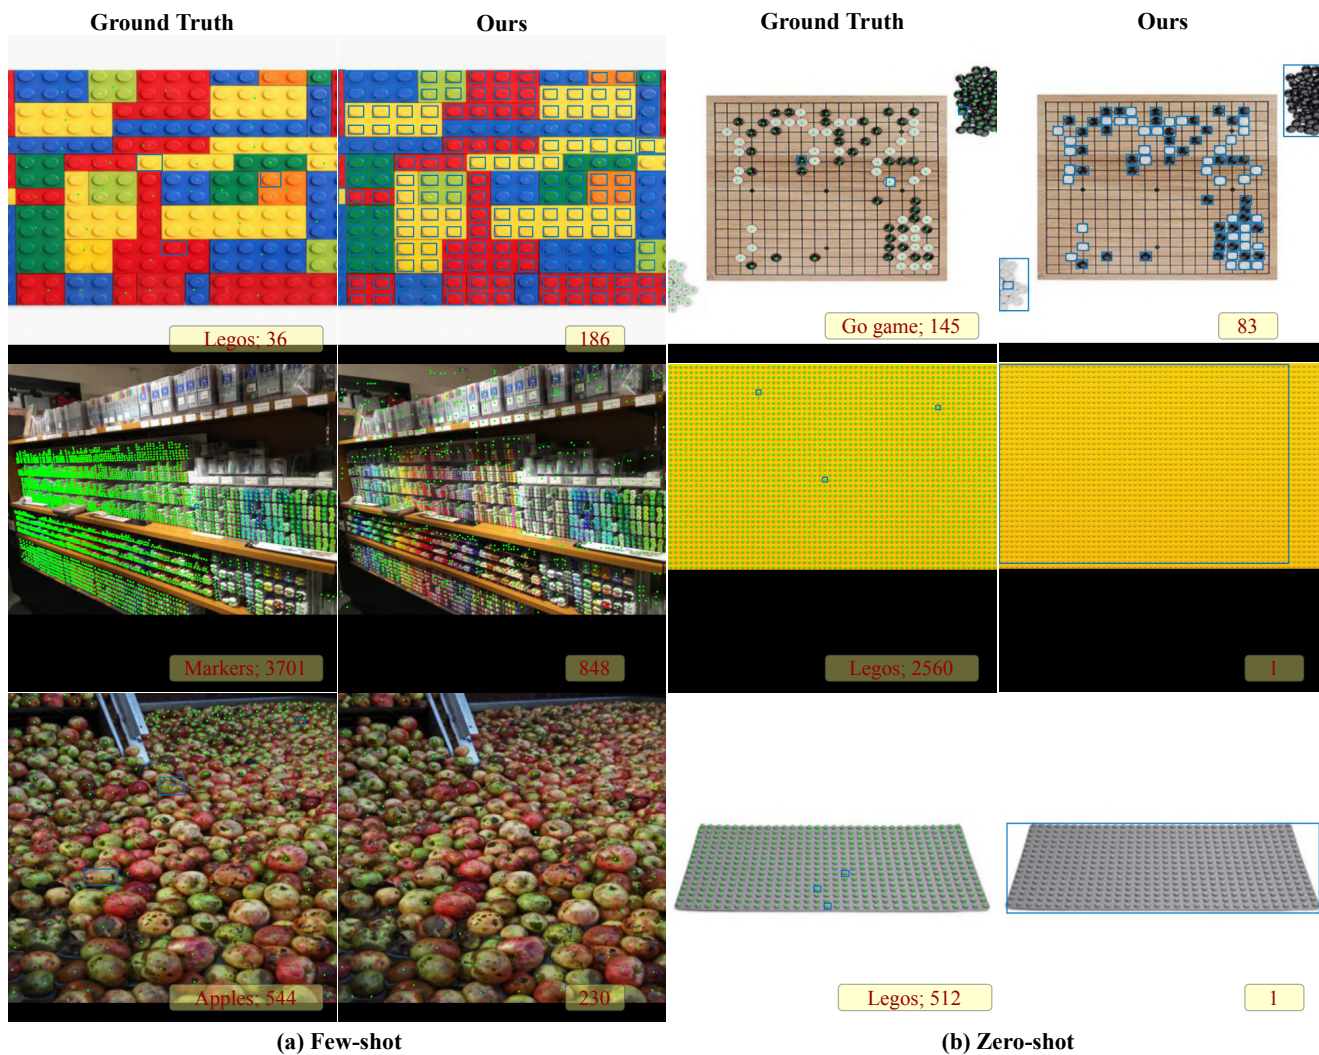 Ground Truth
Ours
Ground Truth
Ours
Legos; 36
186
Go game; 145
83
Markers; 3701
848
Legos; 2560
1
Apples; 544
230
Legos; 512
1
(a) Few-shot
(b) Zero-shot